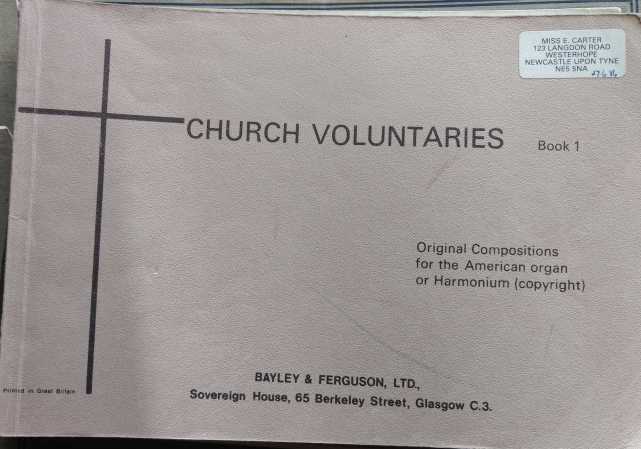 MISS E. CARTER
123 LANGDON ROAD
WESTERHOPE
NEWCASTLE UPON TYNE
NE5 5NA
CHURCH VOLUNTARIES Book 1
Original Compositions
for the American organ
or Harmonium (copyright)
BAYLEY & FERGUSON, LTD.,
Sovereign House, 65 Berkeley Street, Glasgow C.3.
Printed in Great Britain